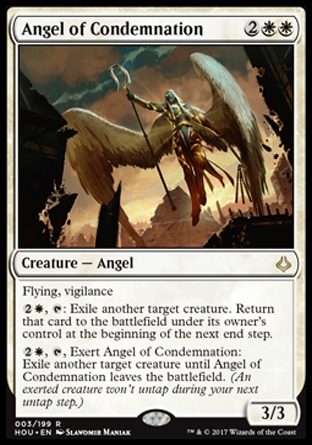 Angel of Condemnation 2WW
Creature — Angel
Flying, vigilance
2W, T: Exile another target creature. Return
that card to the battlefield under its owner's
control at the beginning of the next end step.
2W, T, Exert Angel of Condemnation:
Exile another target creature until Angel of
Condemnation leaves the battlefield. (An
exerted creature won't untap during your next
untap step.)
3/3
003/199 R
HOU • EN Slawomir Maniak
™ & © 2017 Wizards of the Coast